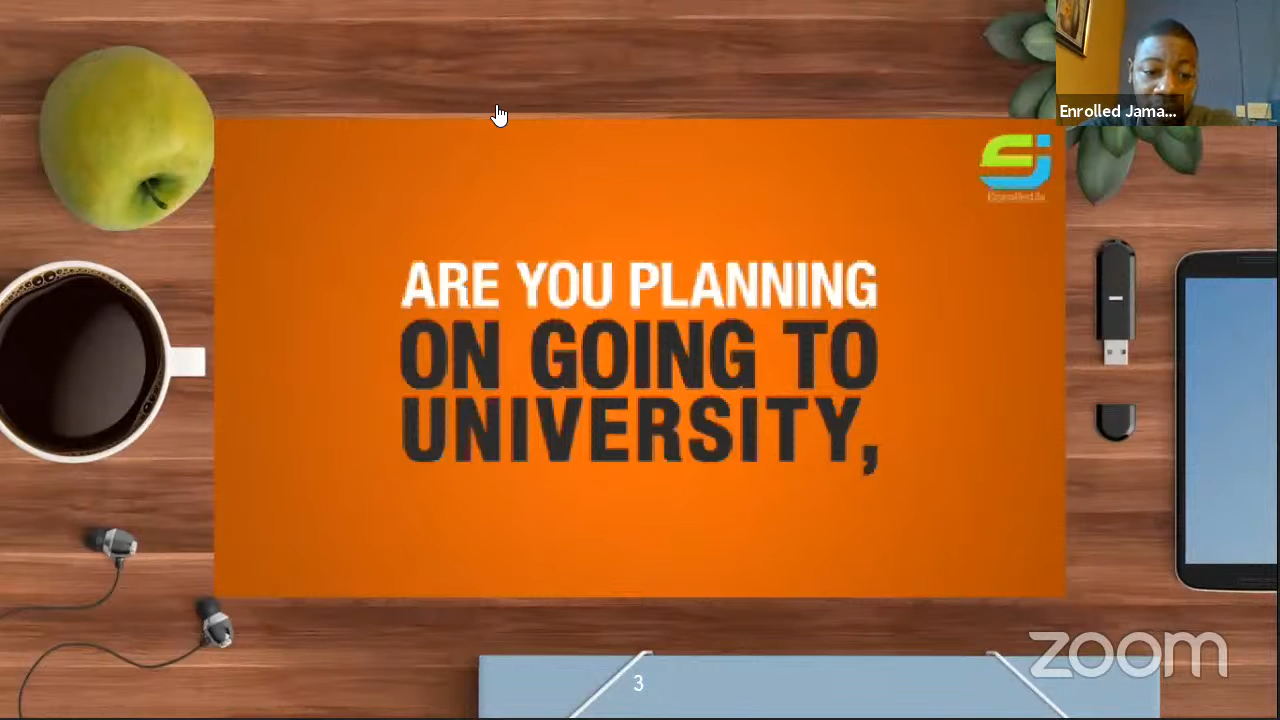 Enrolled Jama...
ARE YOU PLANNING
ON GOING TO
UNIVERSITY,
3
zoom